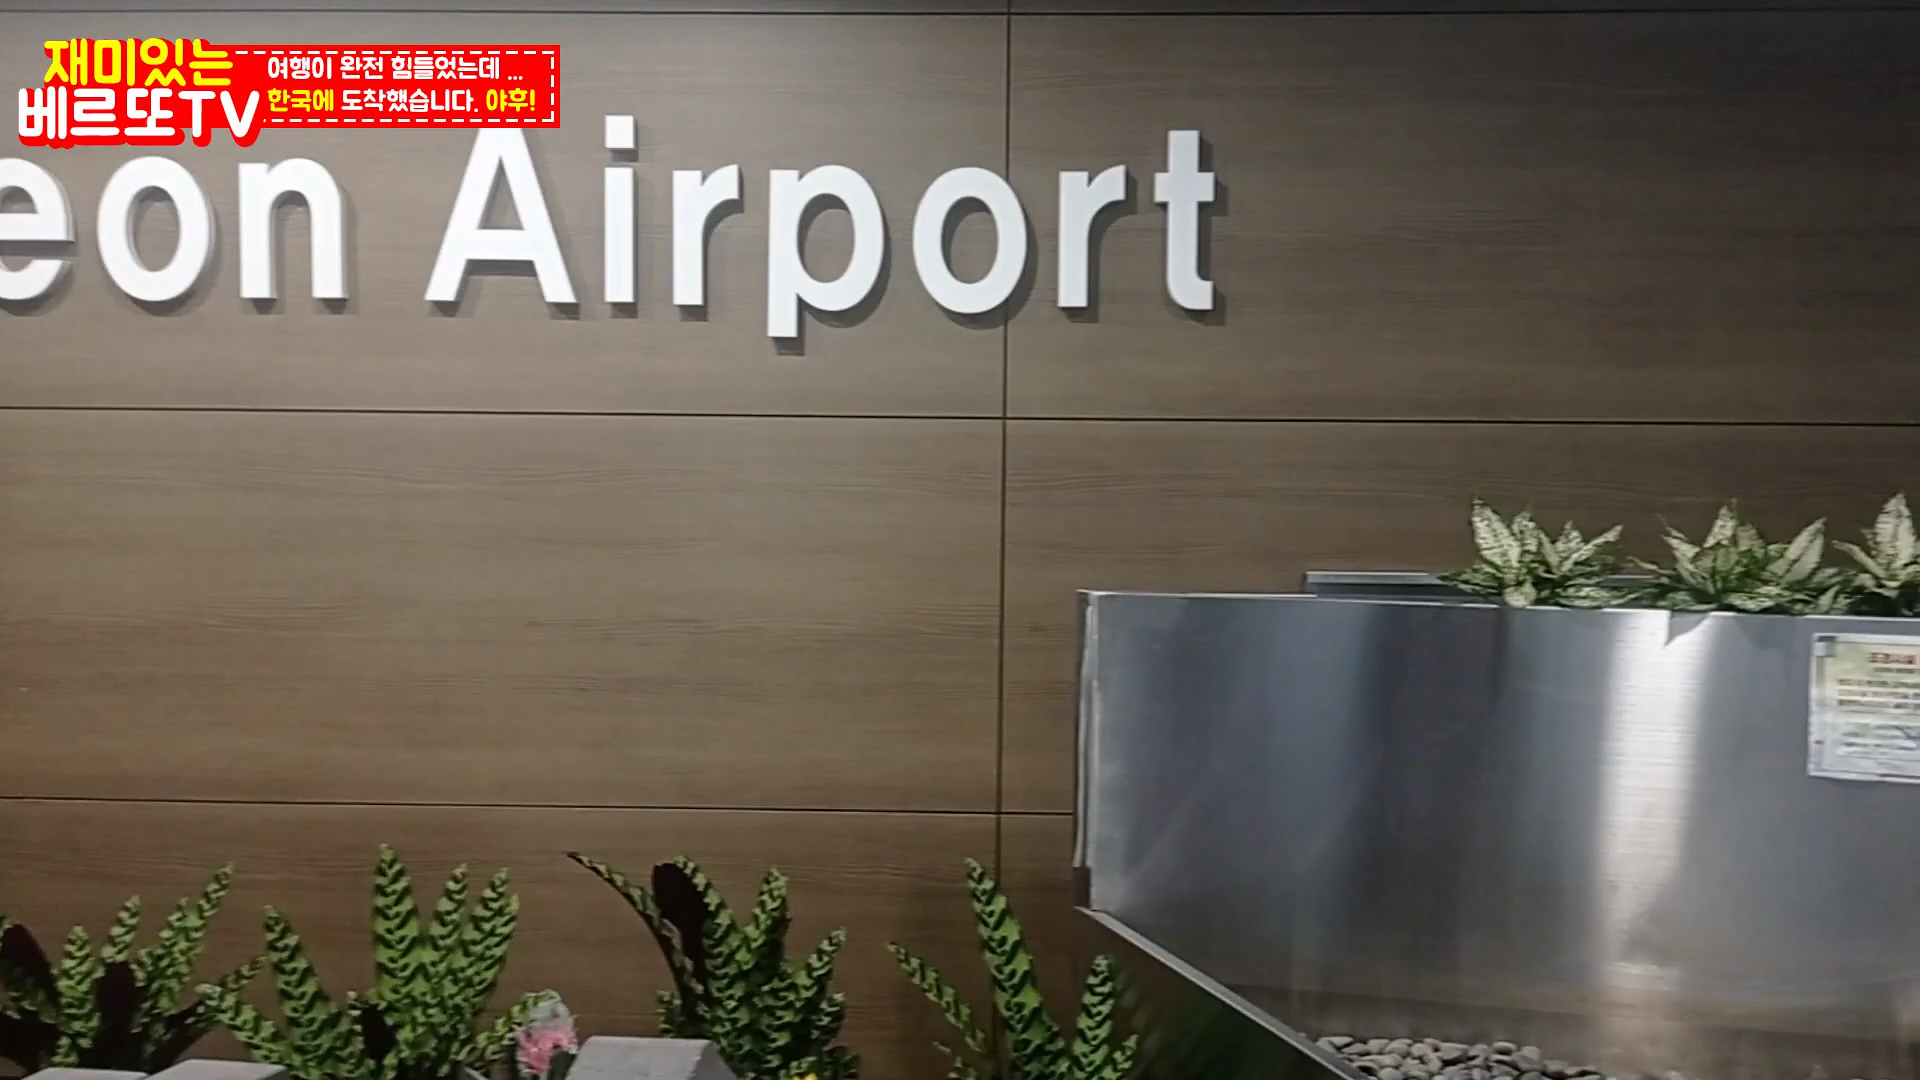 재미있는
베르또TV
여행이 완전 힘들었는데 ...
한국에 도착했습니다. 야후!
eon Airport